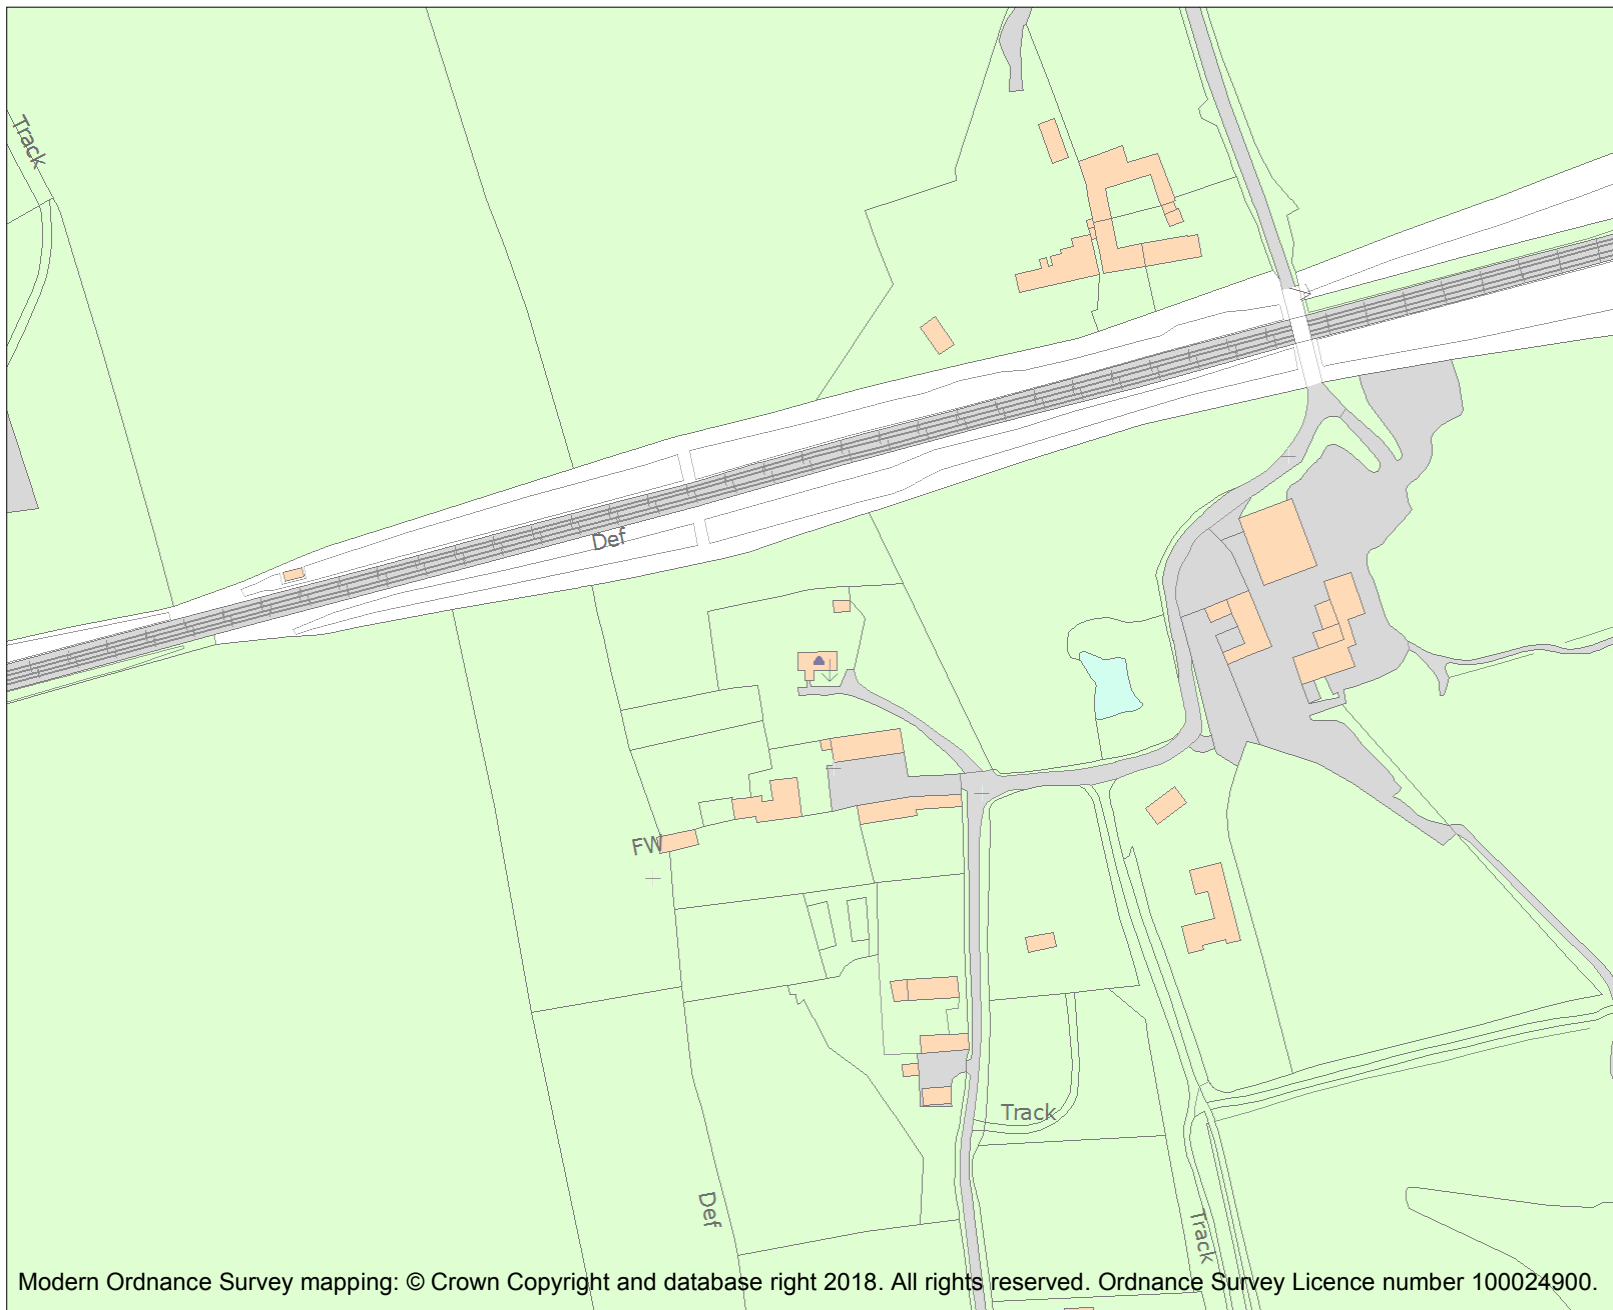 Track
Def
FW
Track
Def
Track
Modern Ordnance Survey mapping: © Crown Copyright and database right 2018. All rights reserved. Ordnance Survey Licence number 100024900.